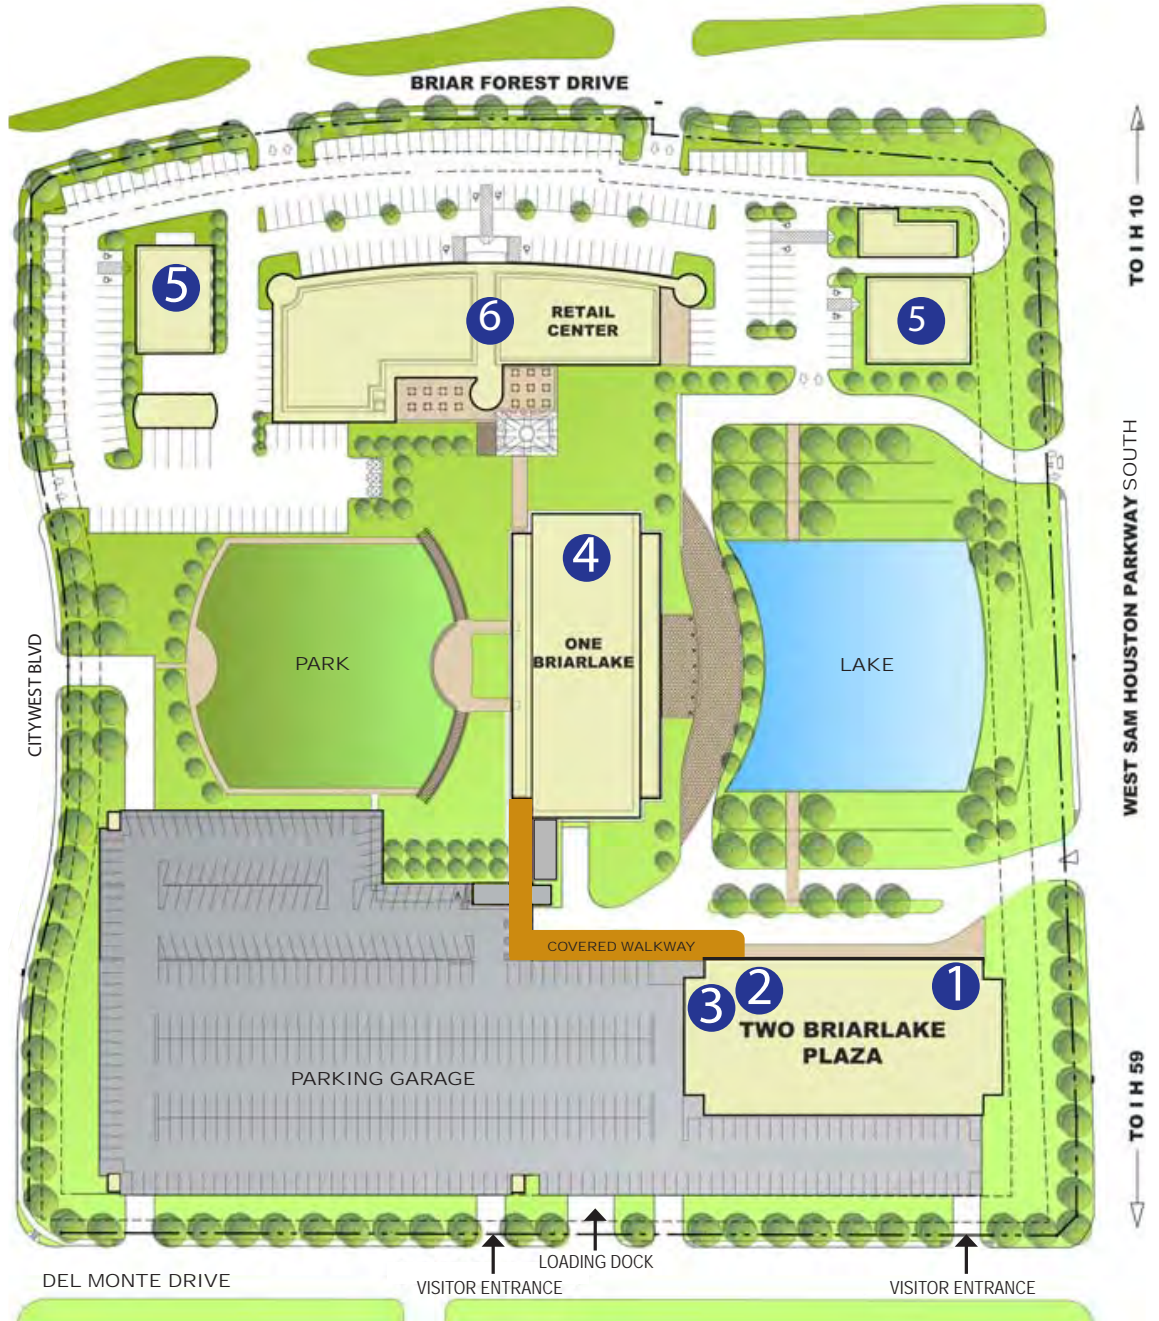 BRIAR FOREST DRIVE
TO I H 10
5
6
RETAIL
CENTER
5
WEST SAM HOUSTON PARKWAY SOUTH
4
ONE
BRIARLAKE
PARK
LAKE
CITYWEST BLVD
COVERED WALKWAY
1
2
3
TWO BRIARLAKE
PLAZA
PARKING GARAGE
TO I H 59
LOADING DOCK
DEL MONTE DRIVE
VISITOR ENTRANCE
VISITOR ENTRANCE